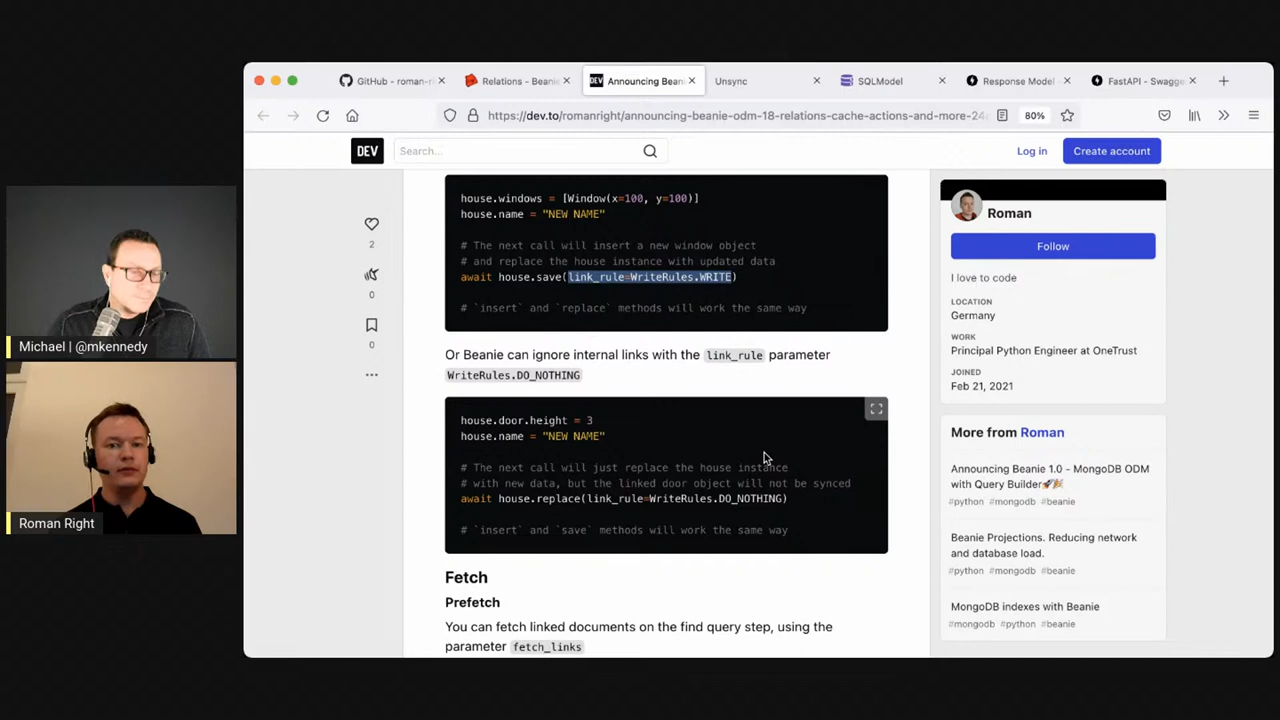 GitHub - roman-ri
Relations - Beanie
Announcing Bean
Unsync
SQLModel
Response Model -
FastAPI - Swagge
https://dev.to/romanright/announcing-beanie-odm-18-relations-cache-actions-and-more-24
80%
DEV
Search...
Log in
Create account
house.windows = [Window(x=100, y=100)]
house.name = "NEW NAME"
# The next call will insert a new window object
# and replace the house instance with updated data
await house.save(link_rule=WriteRules.WRITE)
# `insert` and `replace` methods will work the same way
2
0
0
Or Beanie can ignore internal links with the link_rule parameter
WriteRules.DO_NOTHING
house.door.height = 3
house.name = "NEW NAME"
# The next call will just replace the house instance
# with new data, but the linked door object will not be synced
await house.replace(link_rule=WriteRules.DO_NOTHING)
# `insert` and `save` methods will work the same way
Fetch
Prefetch
You can fetch linked documents on the find query step, using the
parameter fetch_links
Roman
Follow
I love to code
LOCATION
Germany
WORK
Principal Python Engineer at OneTrust
JOINED
Feb 21, 2021
More from Roman
Announcing Beanie 1.0 - MongoDB ODM
with Query Builder🚀🎉
#python #mongodb #beanie
Beanie Projections. Reducing network
and database load.
#python #mongodb #beanie
MongoDB indexes with Beanie
#mongodb #python #beanie
Michael | @mkennedy
Roman Right